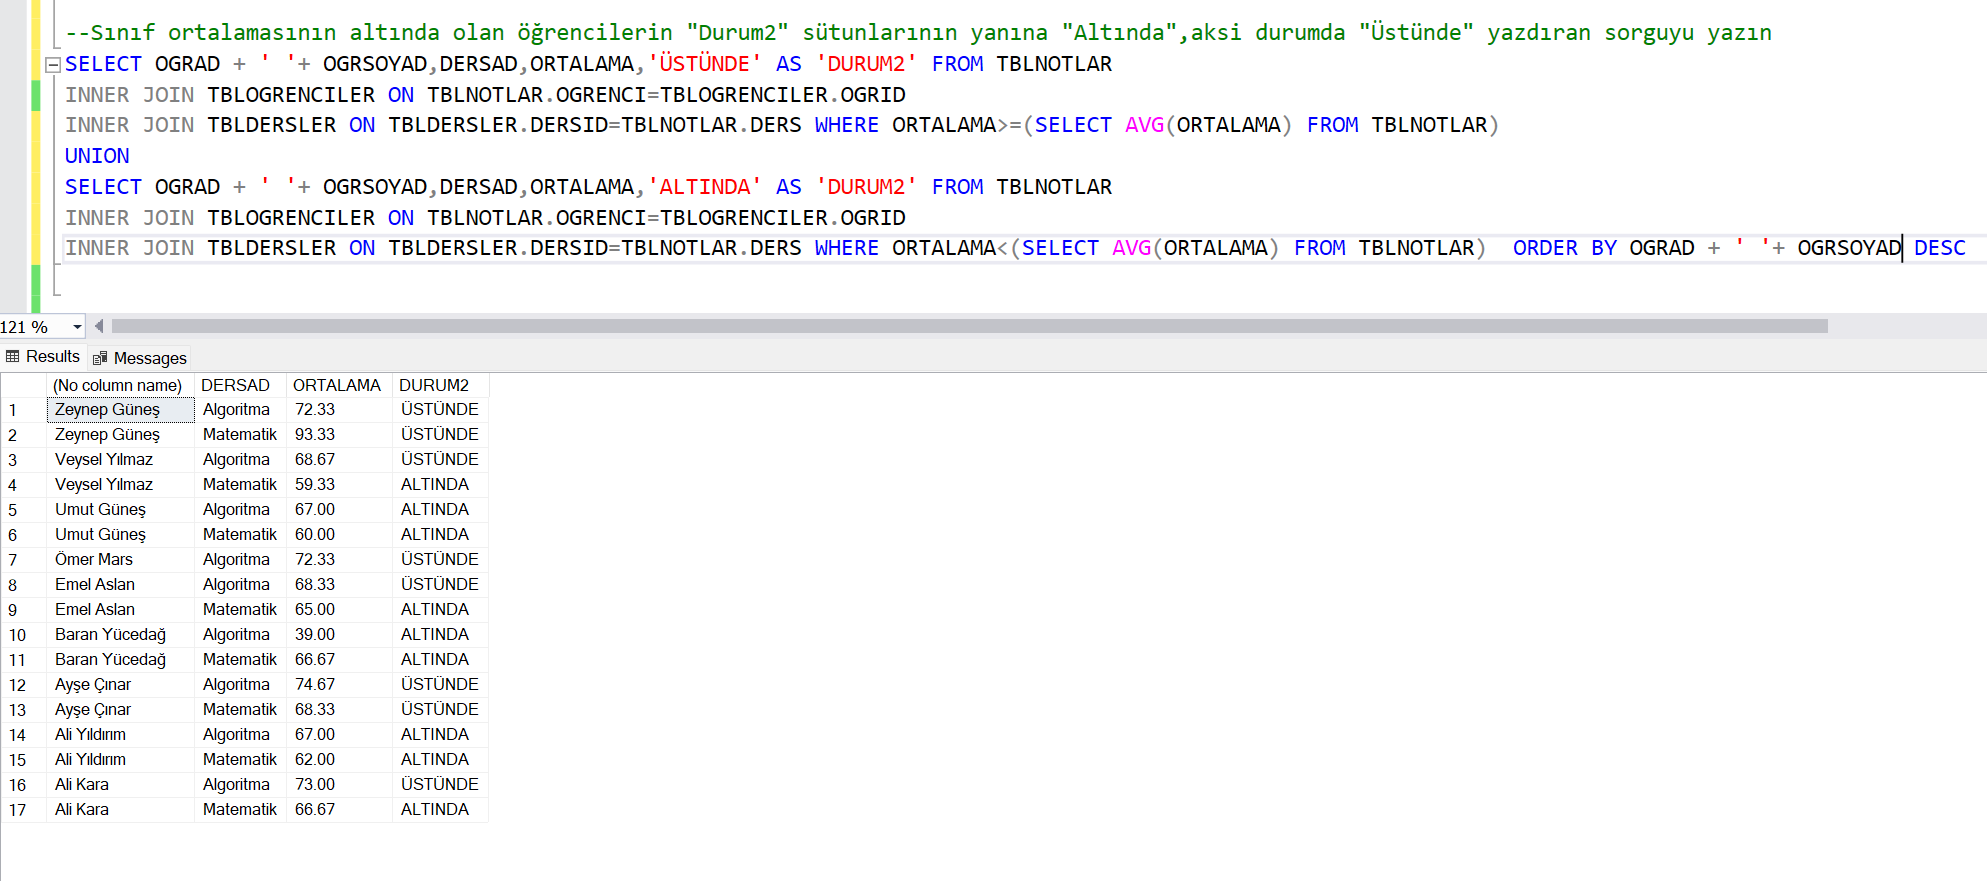 --Sınıf ortalamasının altında olan öğrencilerin "Durum2" sütunlarının yanına "Altında",aksi durumda "Üstünde" yazdıran sorguyu yazın
SELECT OGRAD + ' '+ OGRSOYAD,DERSAD,ORTALAMA,'ÜSTÜNDE' AS 'DURUM2' FROM TBLNOTLAR
INNER JOIN TBLOGRENCILER ON TBLNOTLAR.OGRENCI=TBLOGRENCILER.OGRID
INNER JOIN TBLDERSLER ON TBLDERSLER.DERSID=TBLNOTLAR.DERS WHERE ORTALAMA>=(SELECT AVG(ORTALAMA) FROM TBLNOTLAR)
UNION
SELECT OGRAD + ' '+ OGRSOYAD,DERSAD,ORTALAMA,'ALTINDA' AS 'DURUM2' FROM TBLNOTLAR
INNER JOIN TBLOGRENCILER ON TBLNOTLAR.OGRENCI=TBLOGRENCILER.OGRID
INNER JOIN TBLDERSLER ON TBLDERSLER.DERSID=TBLNOTLAR.DERS WHERE ORTALAMA<(SELECT AVG(ORTALAMA) FROM TBLNOTLAR) ORDER BY OGRAD + ' '+ OGRSOYAD DESC
121 %
Results Messages
(No column name) DERSAD ORTALAMA DURUM2
1 Zeynep Güneş Algoritma 72.33 ÜSTÜNDE
2 Zeynep Güneş Matematik 93.33 ÜSTÜNDE
3 Veysel Yılmaz Algoritma 68.67 ÜSTÜNDE
4 Veysel Yılmaz Matematik 59.33 ALTINDA
5 Umut Güneş Algoritma 67.00 ALTINDA
6 Umut Güneş Matematik 60.00 ALTINDA
7 Ömer Mars Algoritma 72.33 ÜSTÜNDE
8 Emel Aslan Algoritma 68.33 ÜSTÜNDE
9 Emel Aslan Matematik 65.00 ALTINDA
10 Baran Yücedağ Algoritma 39.00 ALTINDA
11 Baran Yücedağ Matematik 66.67 ALTINDA
12 Ayşe Çınar Algoritma 74.67 ÜSTÜNDE
13 Ayşe Çınar Matematik 68.33 ÜSTÜNDE
14 Ali Yıldırım Algoritma 67.00 ALTINDA
15 Ali Yıldırım Matematik 62.00 ALTINDA
16 Ali Kara Algoritma 73.00 ÜSTÜNDE
17 Ali Kara Matematik 66.67 ALTINDA